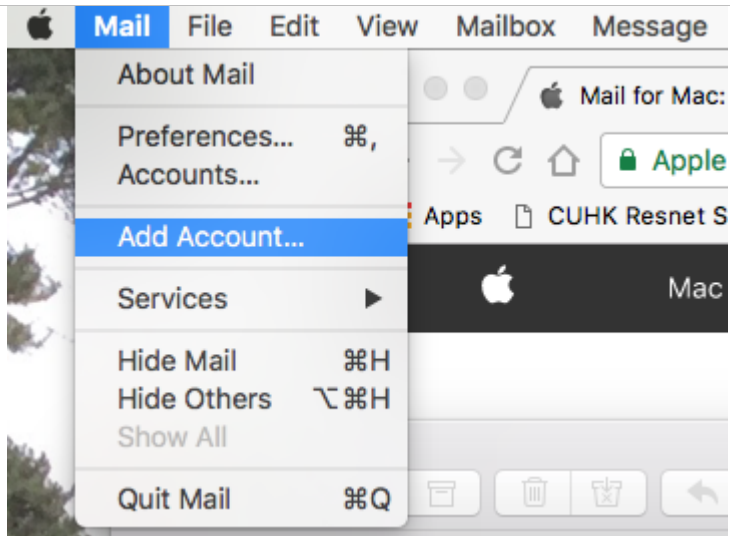 Mail File Edit View Mailbox Message
About Mail
Mail for Mac:
Preferences... ⌘,
Apple
Accounts...
Apps CUHK Resnet S
Add Account...
Mac
Services
Hide Mail ⌘H
Hide Others ⌥⌘H
Show All
Quit Mail ⌘Q